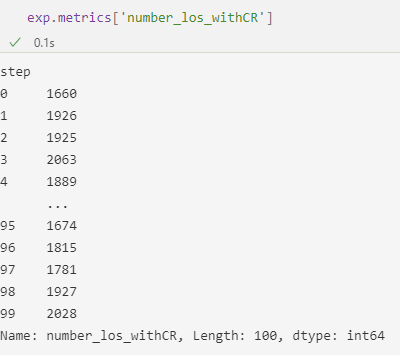 exp.metrics['number_los_withCR']
0.1s
step
0 1660
1 1926
2 1925
3 2063
4 1889
...
95 1674
96 1815
97 1781
98 1927
99 2028
Name: number_los_withCR, Length: 100, dtype: int64